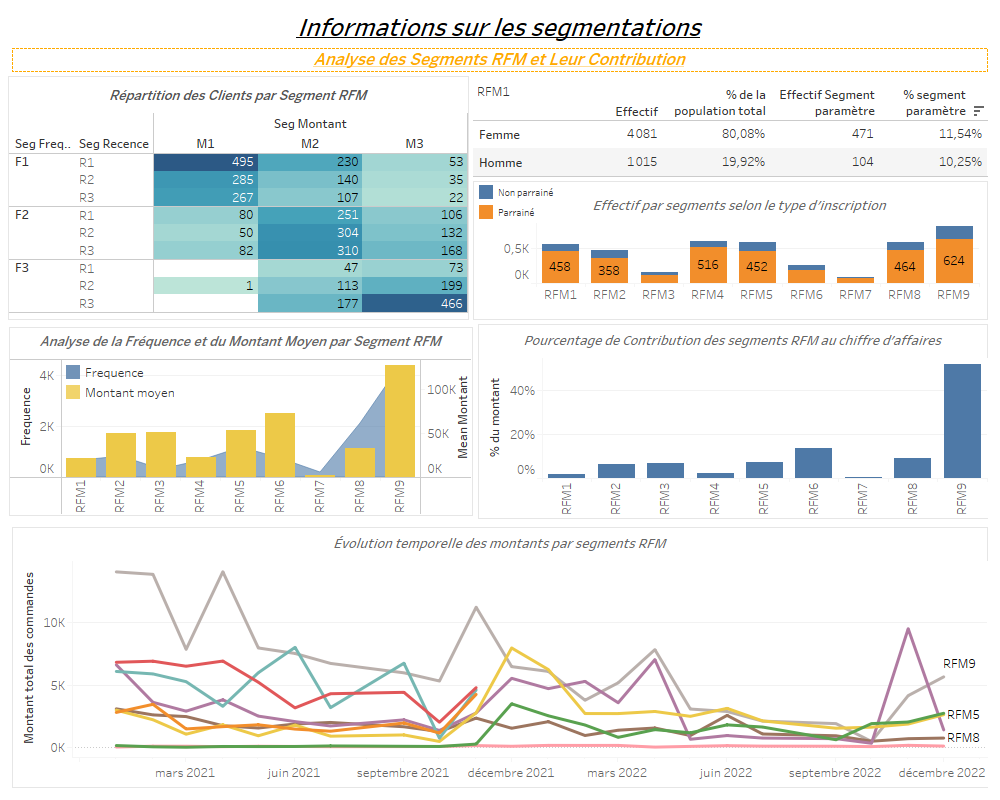 Informations sur les segmentations
Analyse des Segments RFM et Leur Contribution
Répartition des Clients par Segment RFM
Seg Montant
Seg Freq.. Seg Recence M1 M2 M3
F1 R1 495 230 53
R2 285 140 35
R3 267 107 22
F2 R1 80 251 106
R2 50 304 132
R3 82 310 168
F3 R1 47 73
R2 1 113 199
R3 177 466
RFM1
Effectif % de la population total Effectif Segment paramètre % segment paramètre
Femme 4 081 80,08% 471 11,54%
Homme 1 015 19,92% 104 10,25%
Non parrainé
Parrainé
Effectif par segments selon le type d'inscription
0,5K
0K
458 358 516 452 464 624
RFM1 RFM2 RFM3 RFM4 RFM5 RFM6 RFM7 RFM8 RFM9
Analyse de la Fréquence et du Montant Moyen par Segment RFM
Frequence
Montant moyen
Frequence
4K
2K
0K
Mean Montant
100K
50K
0K
RFM1 RFM2 RFM3 RFM4 RFM5 RFM6 RFM7 RFM8 RFM9
Pourcentage de Contribution des segments RFM au chiffre d'affaires
% du montant
40%
20%
0%
RFM1 RFM2 RFM3 RFM4 RFM5 RFM6 RFM7 RFM8 RFM9
Évolution temporelle des montants par segments RFM
Montant total des commandes
10K
5K
0K
RFM9
RFM5
RFM8
mars 2021 juin 2021 septembre 2021 décembre 2021 mars 2022 juin 2022 septembre 2022 décembre 2022